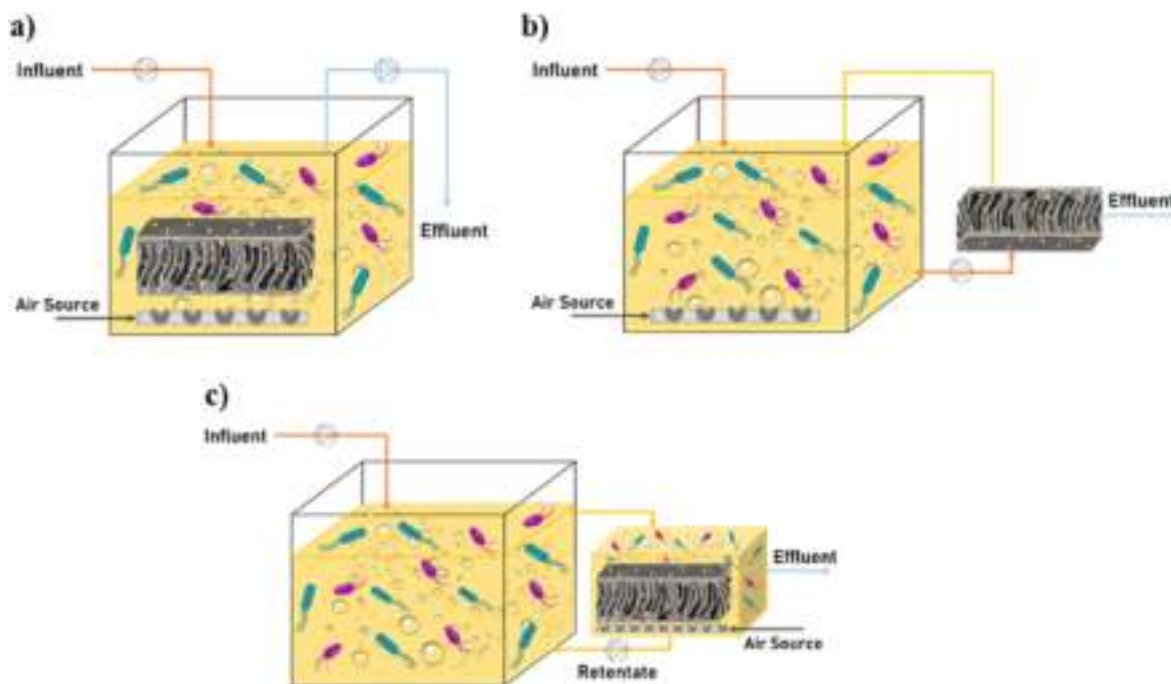 a)
Influent
Effluent
Air Source
b)
Influent
Effluent
Air Source
c)
Influent
Effluent
Air Source
Retentate